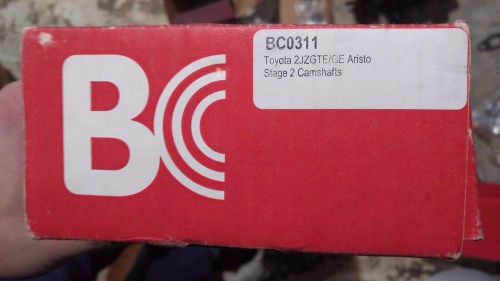 BC
BC0311
Toyota 2JZGTE/GE Aristo
Stage 2 Camshafts